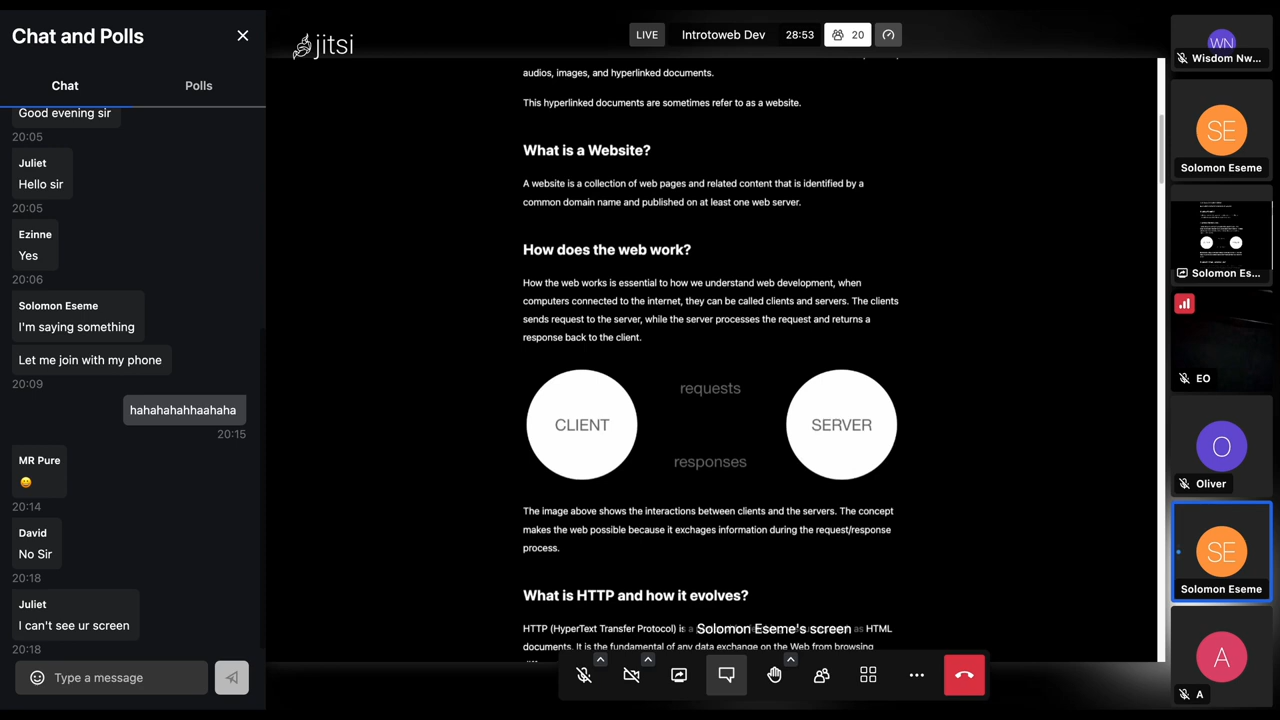 Chat and Polls
Chat
Polls
Good evening sir
20:05
Juliet
Hello sir
20:05
Ezinne
Yes
20:06
Solomon Eseme
I'm saying something
Let me join with my phone
20:09
hahahahahhaahaha
20:15
MR Pure
20:14
David
No Sir
20:18
Juliet
I can't see ur screen
20:18
Type a message
jitsi
LIVE
Introtoweb Dev
28:53
20
audios, images, and hyperlinked documents.
This hyperlinked documents are sometimes refer to as a website.
What is a Website?
A website is a collection of web pages and related content that is identified by a
common domain name and published on at least one web server.
How does the web work?
How the web works is essential to how we understand web development, when
computers connected to the internet, they can be called clients and servers. The clients
sends request to the server, while the server processes the request and returns a
response back to the client.
requests
CLIENT
SERVER
responses
The image above shows the interactions between clients and the servers. The concept
makes the web possible because it exchanges information during the request/response
process.
What is HTTP and how it evolves?
HTTP (HyperText Transfer Protocol) is a
Solomon Eseme's screen
as HTML
documents. It is the fundamental of any data exchange on the Web from browsing
WN
Wisdom Nw...
SE
Solomon Eseme
Solomon Es...
EO
O
Oliver
SE
Solomon Eseme
A
A